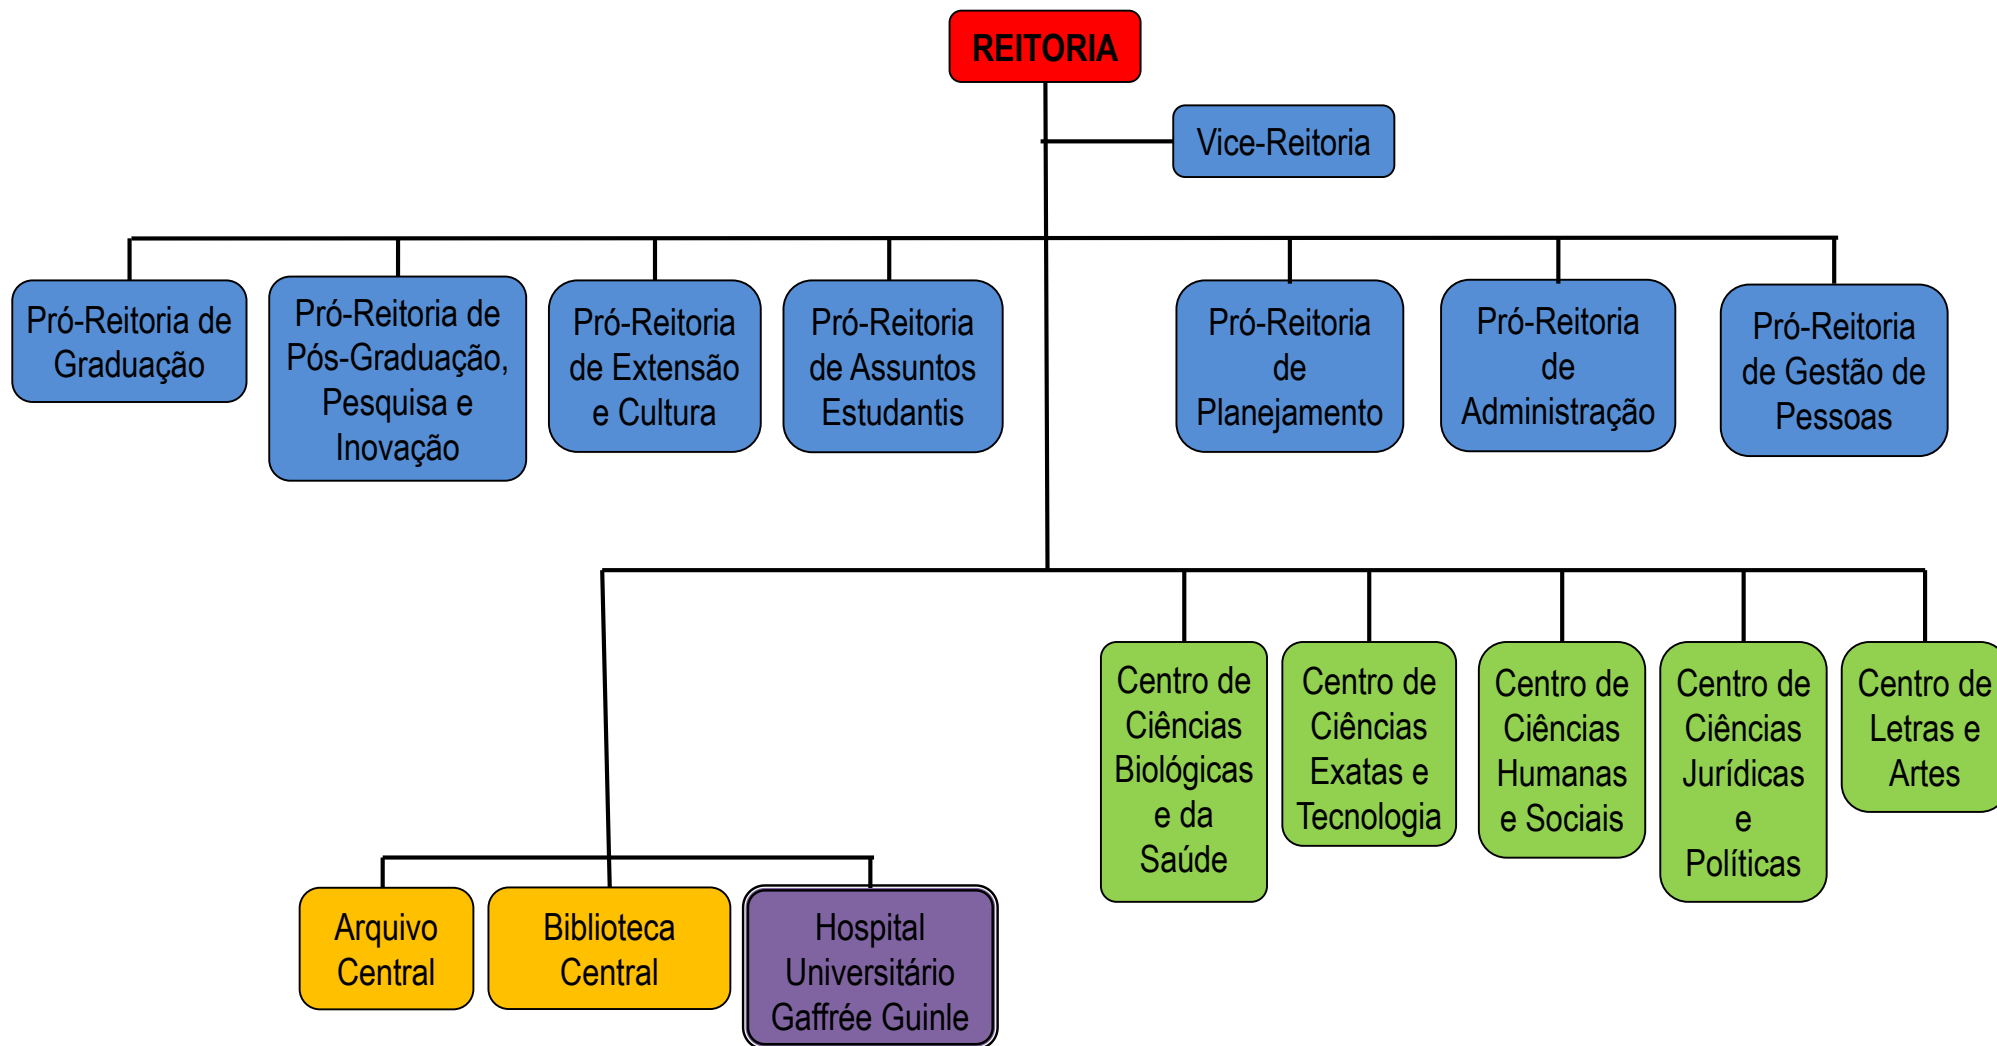 REITORIA
Vice-Reitoria
Pró-Reitoria de
Graduação
Pró-Reitoria de
Pós-Graduação,
Pesquisa e
Inovação
Pró-Reitoria
de Extensão
e Cultura
Pró-Reitoria
de Assuntos
Estudantis
Pró-Reitoria
de
Planejamento
Pró-Reitoria
de
Administração
Pró-Reitoria
de Gestão de
Pessoas
Centro de
Ciências
Biológicas
e da
Saúde
Centro de
Ciências
Exatas e
Tecnologia
Centro de
Ciências
Humanas
e Sociais
Centro de
Ciências
Jurídicas
e
Políticas
Centro de
Letras e
Artes
Arquivo
Central
Biblioteca
Central
Hospital
Universitário
Gaffrée Guinle